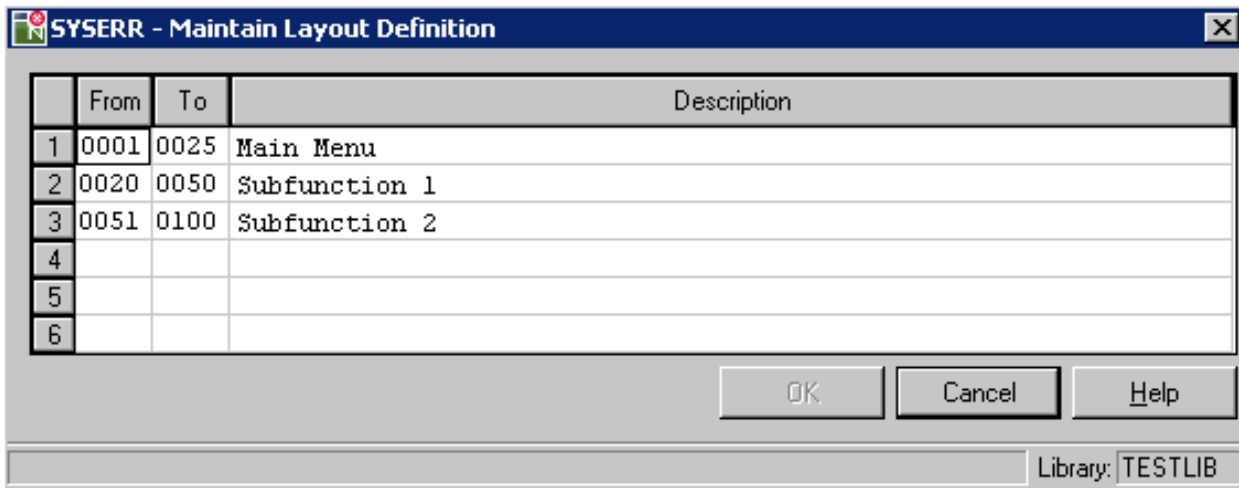 SYSERR - Maintain Layout Definition
From To Description
1 0001 0025 Main Menu
2 0020 0050 Subfunction 1
3 0051 0100 Subfunction 2
4
5
6
OK Cancel Help
Library: TESTLIB